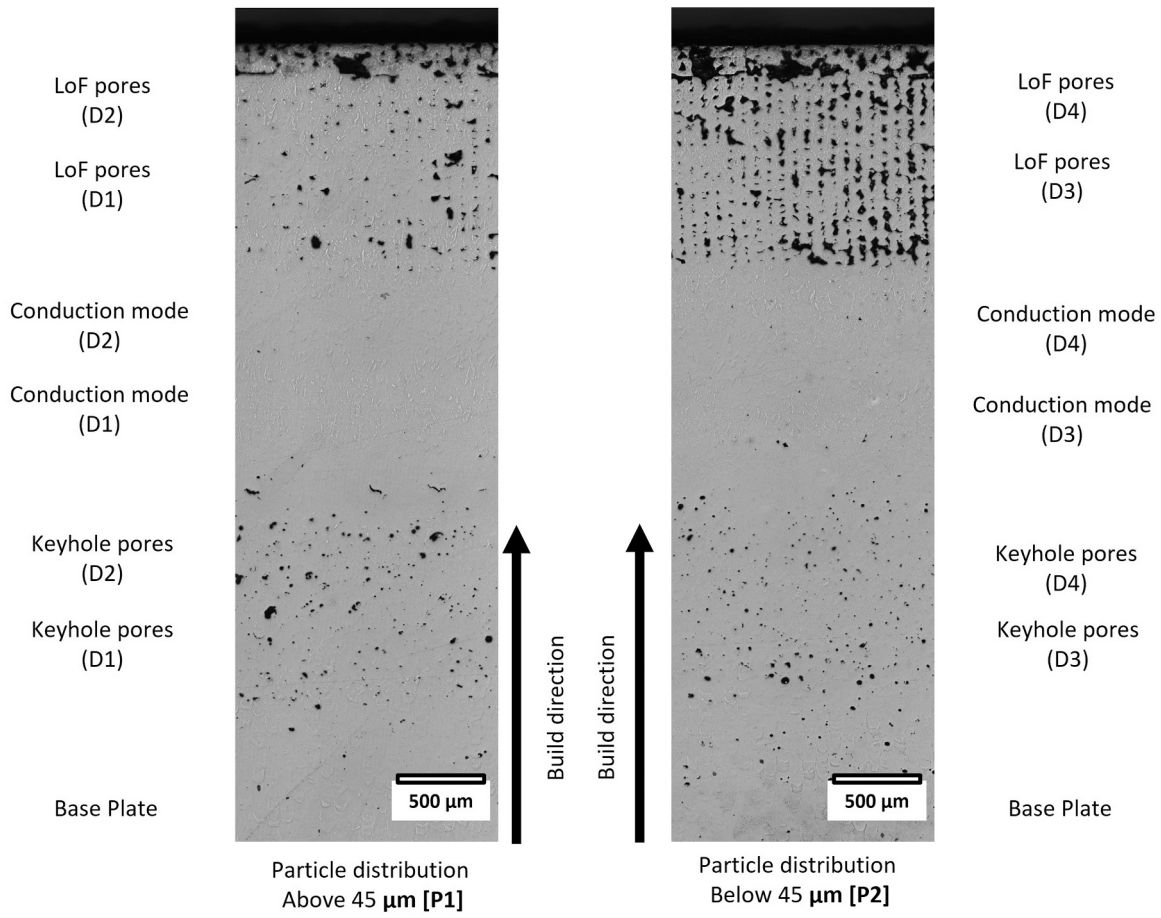 LoF pores
(D2)
LoF pores
(D1)
Conduction mode
(D2)
Conduction mode
(D1)
Keyhole pores
(D2)
Keyhole pores
(D1)
Base Plate
500 µm
Build direction
Particle distribution
Above 45 µm [P1]
LoF pores
(D4)
LoF pores
(D3)
Conduction mode
(D4)
Conduction mode
(D3)
Keyhole pores
(D4)
Keyhole pores
(D3)
Base Plate
500 µm
Build direction
Particle distribution
Below 45 µm [P2]